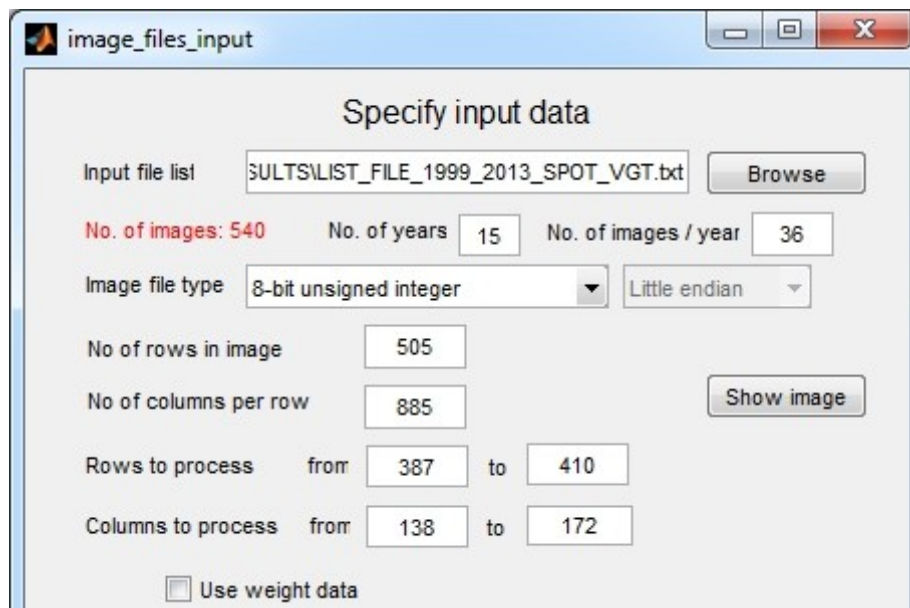 image_files_input
Specify input data
Input file list SULTS\LIST_FILE_1999_2013_SPOT_VGT.txt Browse
No. of images: 540 No. of years 15 No. of images / year 36
Image file type 8-bit unsigned integer Little endian
No of rows in image 505
No of columns per row 885 Show image
Rows to process from 387 to 410
Columns to process from 138 to 172
Use weight data